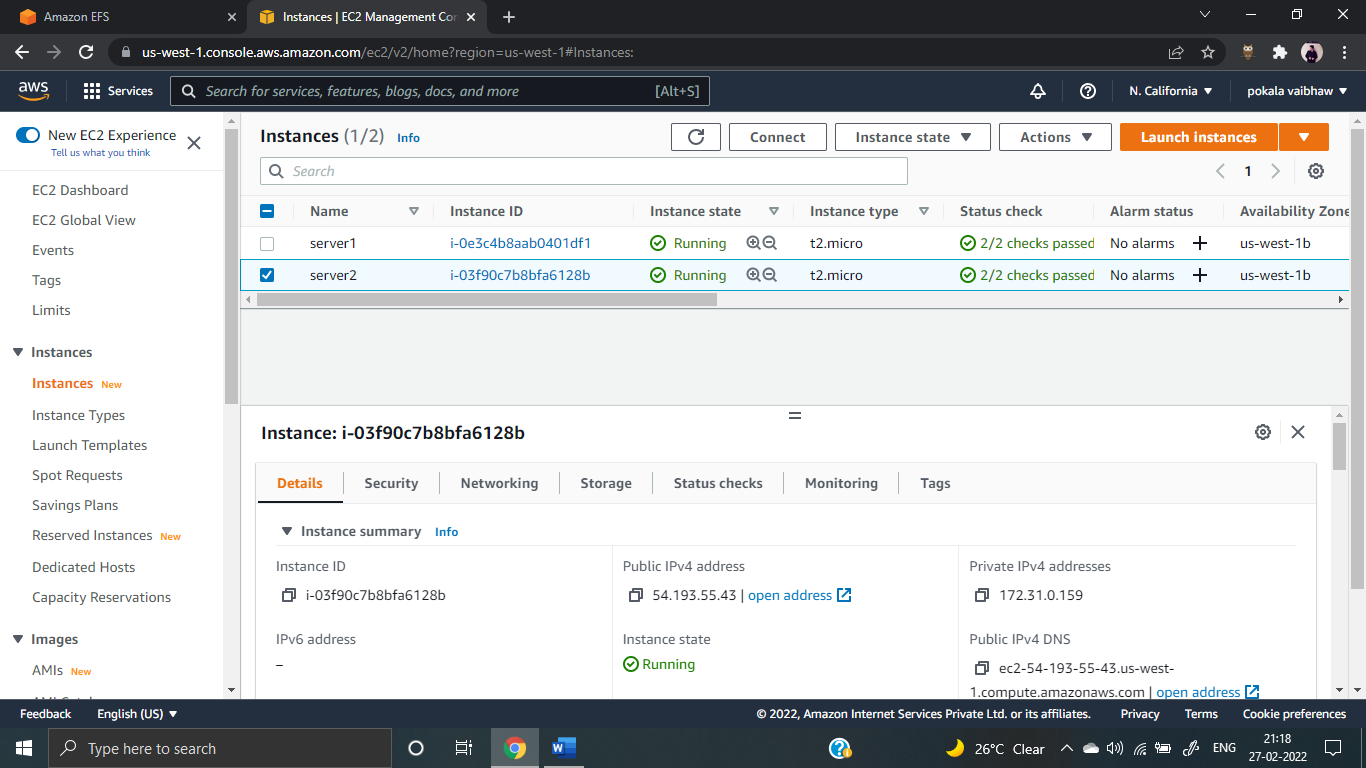 Amazon EFS
Instances | EC2 Management Con
us-west-1.console.aws.amazon.com/ec2/v2/home?region=us-west-1#Instances:
aws
Services
Search for services, features, blogs, docs, and more
[Alt+S]
N. California
pokala vaibhaw
New EC2 Experience
Tell us what you think
EC2 Dashboard
EC2 Global View
Events
Tags
Limits
Instances
Instances New
Instance Types
Launch Templates
Spot Requests
Savings Plans
Reserved Instances New
Dedicated Hosts
Capacity Reservations
Images
AMIs New
Instances (1/2) Info
Connect
Instance state
Actions
Launch instances
Search
1
Name Instance ID Instance state Instance type Status check Alarm status Availability Zone
server1 i-0e3c4b8aab0401df1 Running t2.micro 2/2 checks passed No alarms + us-west-1b
server2 i-03f90c7b8bfa6128b Running t2.micro 2/2 checks passed No alarms + us-west-1b
Instance: i-03f90c7b8bfa6128b
Details Security Networking Storage Status checks Monitoring Tags
Instance summary Info
Instance ID
i-03f90c7b8bfa6128b
Public IPv4 address
54.193.55.43 | open address
Private IPv4 addresses
172.31.0.159
IPv6 address
–
Instance state
Running
Public IPv4 DNS
ec2-54-193-55-43.us-west-
1.compute.amazonaws.com | open address
Feedback English (US)
© 2022, Amazon Internet Services Private Ltd. or its affiliates.
Privacy Terms Cookie preferences
Type here to search
26°C Clear
ENG
21:18
27-02-2022